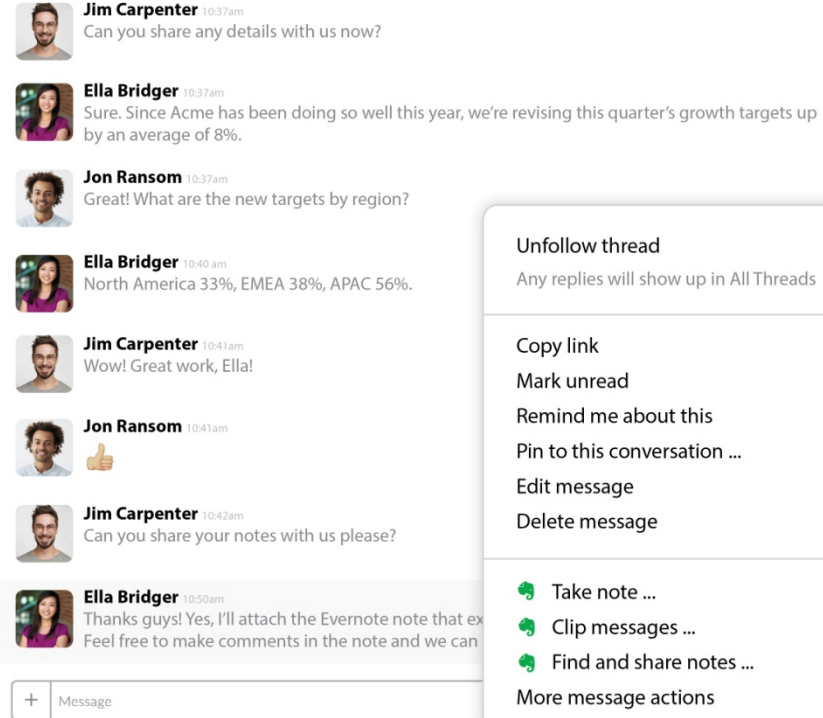 Jim Carpenter 10:37am
Can you share any details with us now?
Ella Bridger 10:37am
Sure. Since Acme has been doing so well this year, we’re revising this quarter’s growth targets up
by an average of 8%.
Jon Ransom 10:37am
Great! What are the new targets by region?
Ella Bridger 10:40 am
North America 33%, EMEA 38%, APAC 56%.
Jim Carpenter 10:41am
Wow! Great work, Ella!
Jon Ransom 10:41am
Jim Carpenter 10:42am
Can you share your notes with us please?
Ella Bridger 10:50am
Thanks guys! Yes, I’ll attach the Evernote note that ex
Feel free to make comments in the note and we can
+ Message
Unfollow thread
Any replies will show up in All Threads
Copy link
Mark unread
Remind me about this
Pin to this conversation ...
Edit message
Delete message
Take note ...
Clip messages ...
Find and share notes ...
More message actions